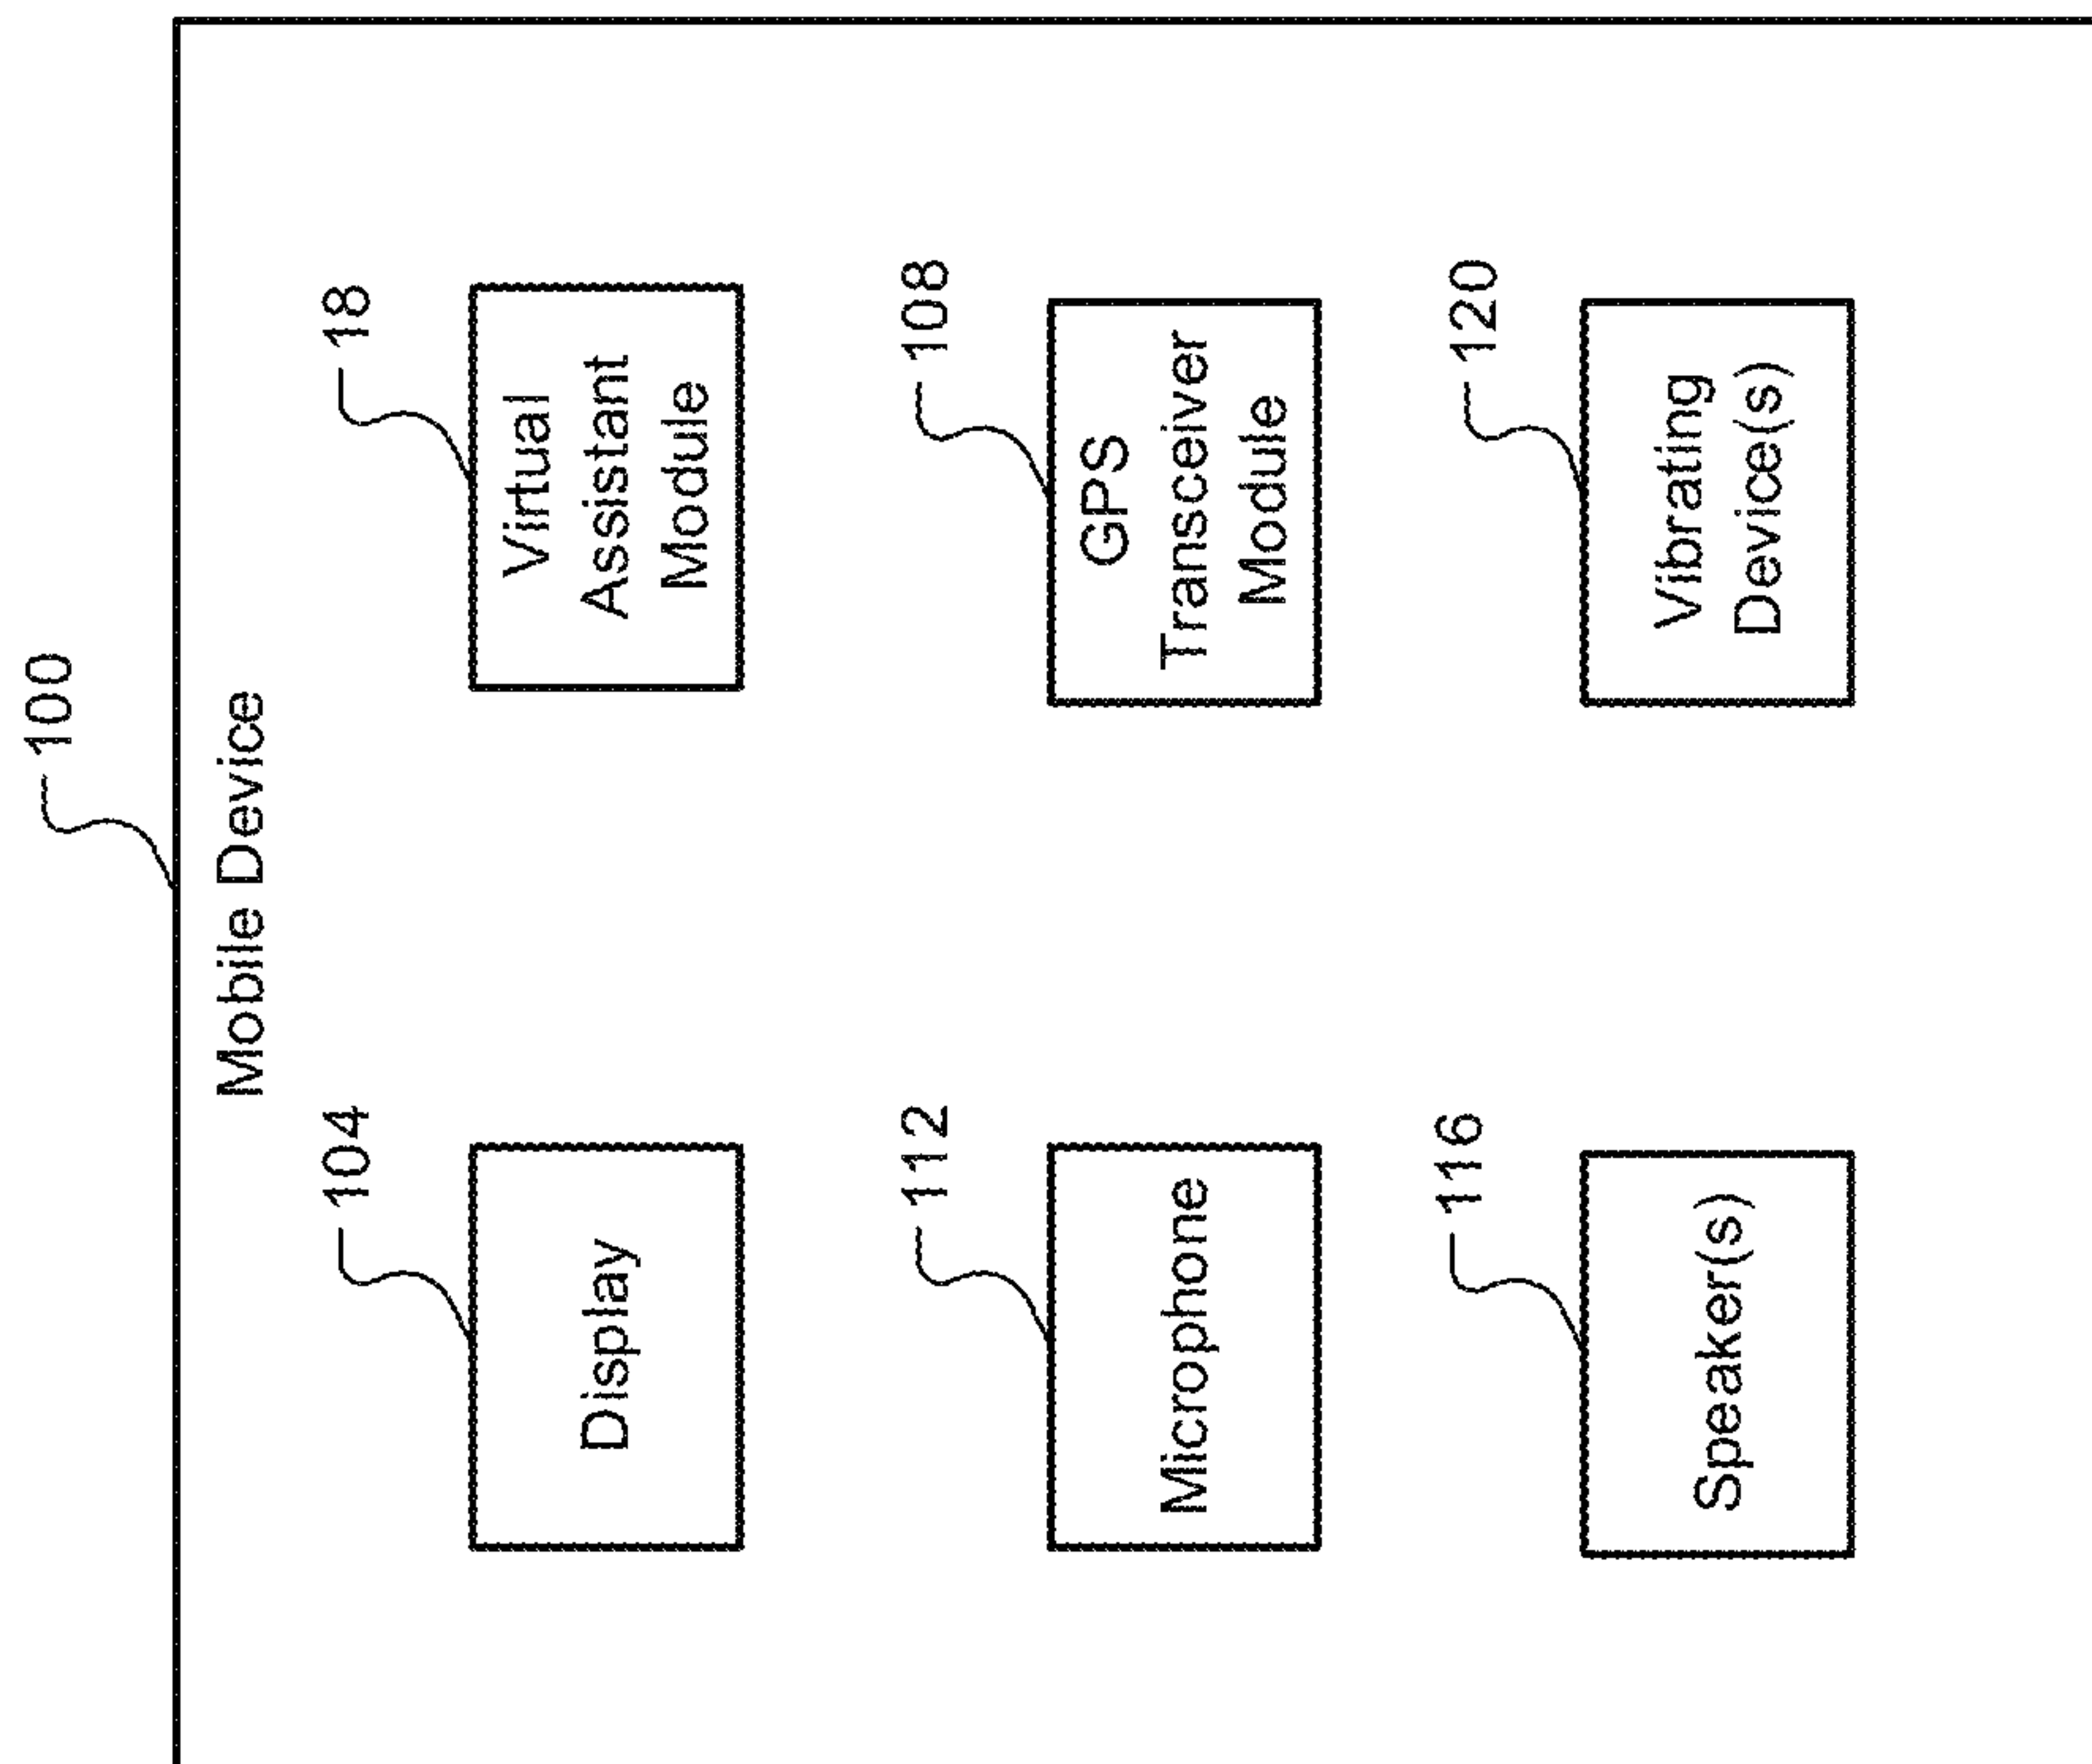 100
Mobile Device
104
18
Display
Virtual
Assistant
Module
112
108
Microphone
GPS
Transceiver
Module
116
120
Speaker(s)
Vibrating
Device(s)